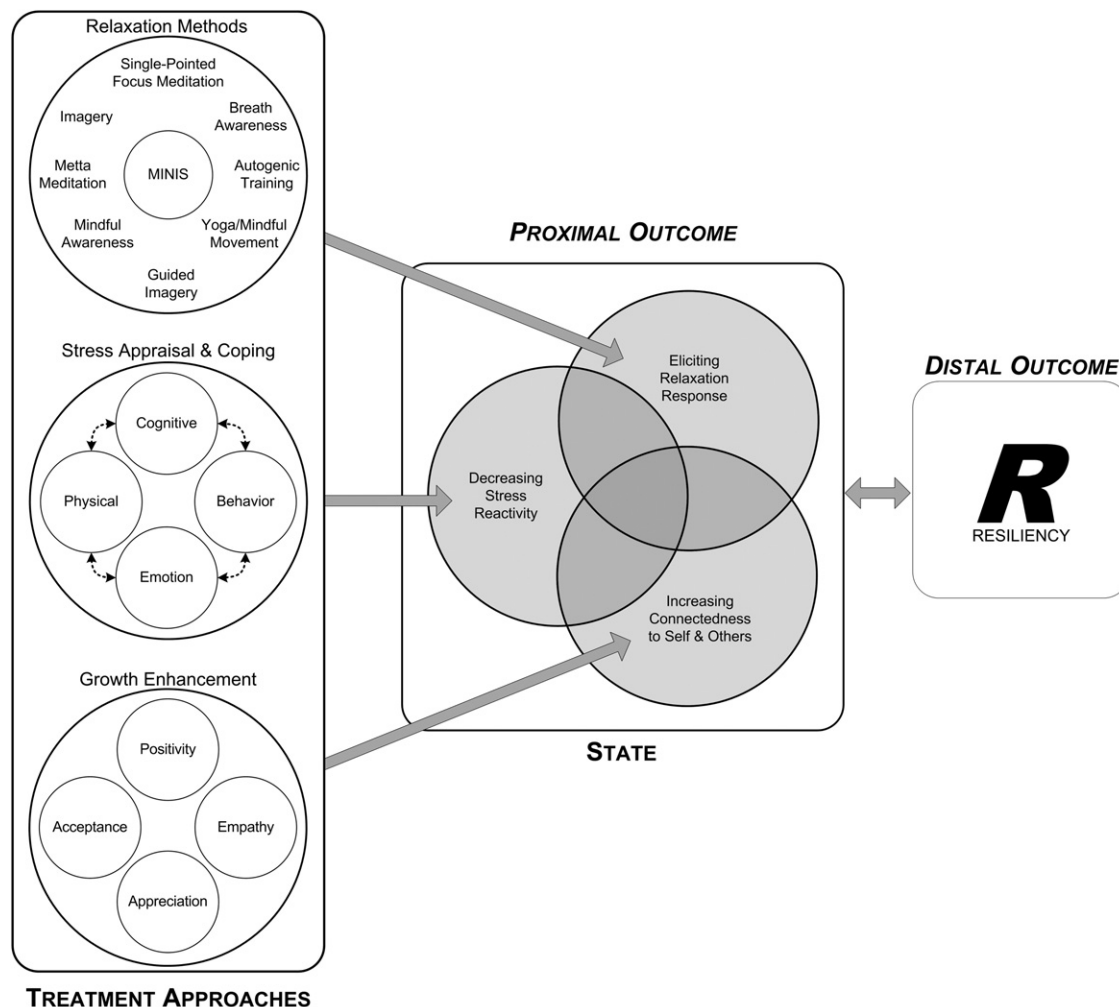 Relaxation Methods
Single-Pointed
Focus Meditation
Imagery
Breath
Awareness
Metta
Meditation
MINIS
Autogenic
Training
Mindful
Awareness
Yoga/Mindful
Movement
Guided
Imagery
Stress Appraisal & Coping
Cognitive
Physical
Behavior
Emotion
Growth Enhancement
Positivity
Acceptance
Empathy
Appreciation
TREATMENT APPROACHES
PROXIMAL OUTCOME
Eliciting
Relaxation
Response
Decreasing
Stress
Reactivity
Increasing
Connectedness
to Self & Others
STATE
DISTAL OUTCOME
R
RESILIENCY